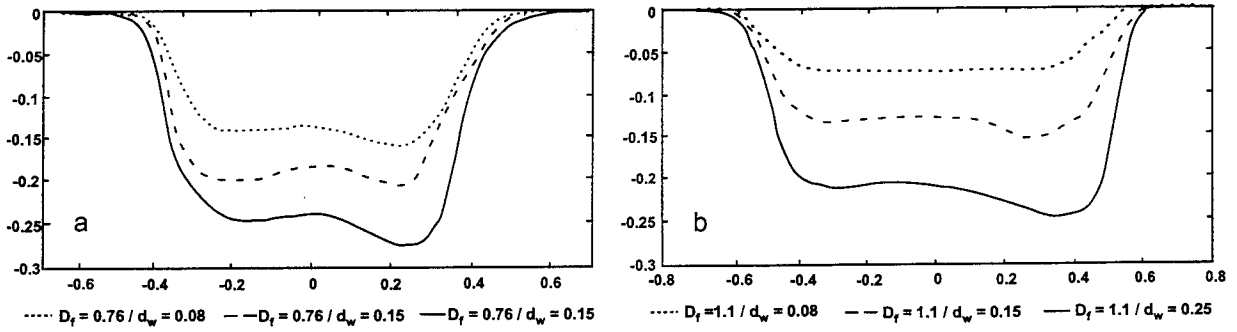 0
-0.05
-0.1
-0.15
-0.2
-0.25
-0.3
a
-0.6 -0.4 -0.2 0 0.2 0.4 0.6
D_f = 0.76 / d_w = 0.08 D_f = 0.76 / d_w = 0.15 D_f = 0.76 / d_w = 0.15
0
-0.05
-0.1
-0.15
-0.2
-0.25
-0.3
b
-0.8 -0.6 -0.4 -0.2 0 0.2 0.4 0.6 0.8
D_f =1.1 / d_w = 0.08 D_f = 1.1 / d_w = 0.15 D_f = 1.1 / d_w = 0.25